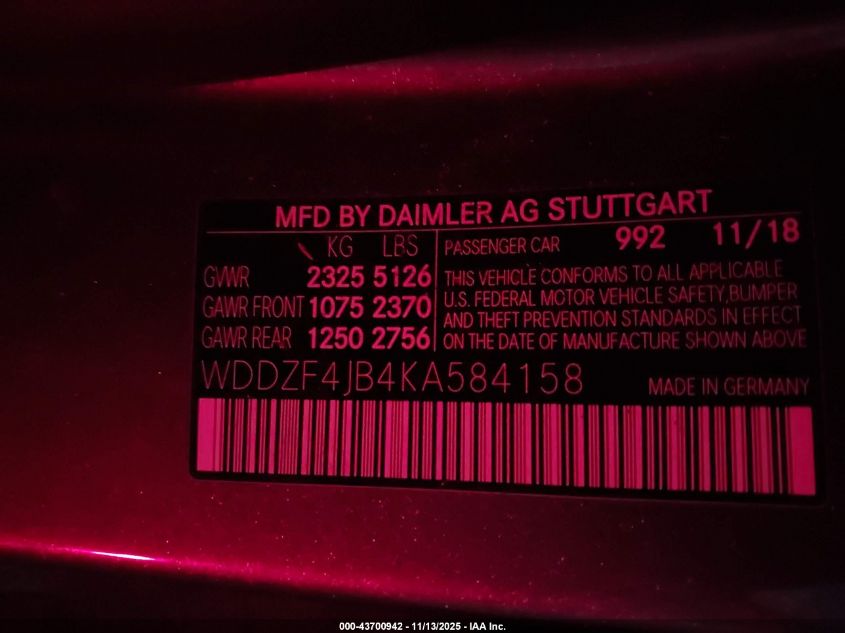 MFD BY DAIMLER AG STUTTGART
KG LBS
GVWR 2325 5126
GAWR FRONT 1075 2370
GAWR REAR 1250 2756
PASSENGER CAR 992 11/18
THIS VEHICLE CONFORMS TO ALL APPLICABLE
U.S. FEDERAL MOTOR VEHICLE SAFETY,BUMPER
AND THEFT PREVENTION STANDARDS IN EFFECT
ON THE DATE OF MANUFACTURE SHOWN ABOVE
WDDZF4JB4KA584158
MADE IN GERMANY
000-43700942 - 11/13/2025 - IAA Inc.